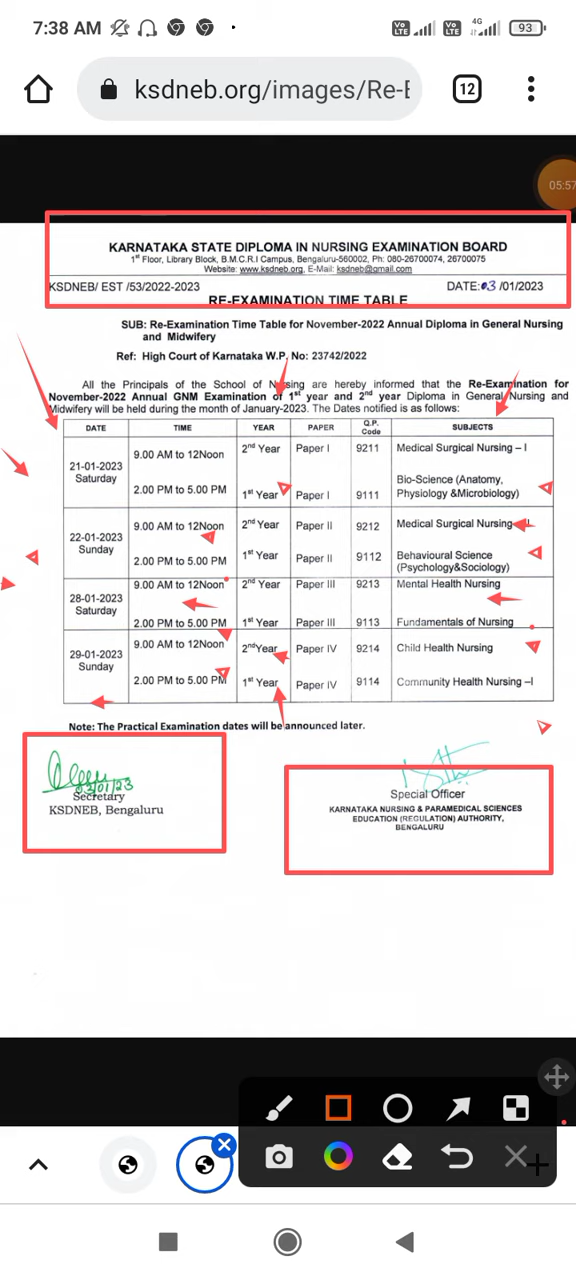 7:38 AM
Vo LTE
Vo LTE
4G
93
ksdneb.org/images/Re-E
12
05:57
KARNATAKA STATE DIPLOMA IN NURSING EXAMINATION BOARD
1st Floor, Library Block, B.M.C.R.I Campus, Bengaluru-560002, Ph: 080-26700074, 26700075
Website: www.ksdneb.org, E-Mail: ksdneb@gmail.com
KSDNEB/ EST /53/2022-2023 DATE:03/01/2023
RE-EXAMINATION TIME TABLE
SUB: Re-Examination Time Table for November-2022 Annual Diploma in General Nursing
and Midwifery
Ref: High Court of Karnataka W.P. No: 23742/2022
All the Principals of the School of Nursing are hereby informed that the Re-Examination for
November-2022 Annual GNM Examination of 1st year and 2nd year Diploma in General Nursing and
Midwifery will be held during the month of January-2023. The Dates notified is as follows:
DATE TIME YEAR PAPER Q.P. Code SUBJECTS
21-01-2023 Saturday
9.00 AM to 12Noon 2nd Year Paper I 9211 Medical Surgical Nursing – I
2.00 PM to 5.00 PM 1st Year Paper I 9111 Bio-Science (Anatomy,
Physiology &Microbiology)
22-01-2023 Sunday
9.00 AM to 12Noon 2nd Year Paper II 9212 Medical Surgical Nursing
2.00 PM to 5.00 PM 1st Year Paper II 9112 Behavioural Science
(Psychology&Sociology)
28-01-2023 Saturday
9.00 AM to 12Noon 2nd Year Paper III 9213 Mental Health Nursing
2.00 PM to 5.00 PM 1st Year Paper III 9113 Fundamentals of Nursing
29-01-2023 Sunday
9.00 AM to 12Noon 2ndYear Paper IV 9214 Child Health Nursing
2.00 PM to 5.00 PM 1st Year Paper IV 9114 Community Health Nursing –I
Note: The Practical Examination dates will be announced later.
03/01/23
Secretary
KSDNEB, Bengaluru
Special Officer
KARNATAKA NURSING & PARAMEDICAL SCIENCES
EDUCATION (REGULATION) AUTHORITY,
BENGALURU